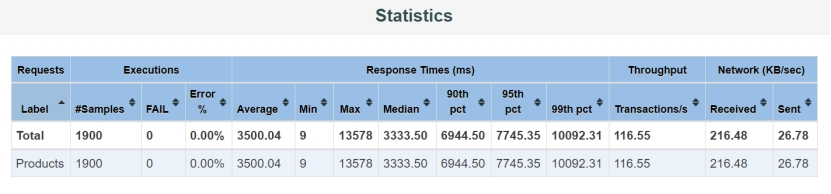 Statistics
Requests Executions Response Times (ms) Throughput Network (KB/sec)
Label #Samples FAIL Error % Average Min Max Median 90th pct 95th pct 99th pct Transactions/s Received Sent
Total 1900 0 0.00% 3500.04 9 13578 3333.50 6944.50 7745.35 10092.31 116.55 216.48 26.78
Products 1900 0 0.00% 3500.04 9 13578 3333.50 6944.50 7745.35 10092.31 116.55 216.48 26.78